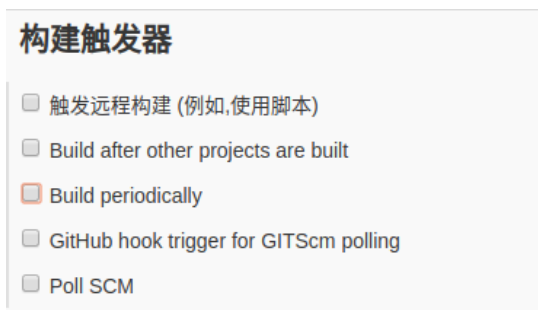 构建触发器
触发远程构建 (例如,使用脚本)
Build after other projects are built
Build periodically
GitHub hook trigger for GITScm polling
Poll SCM